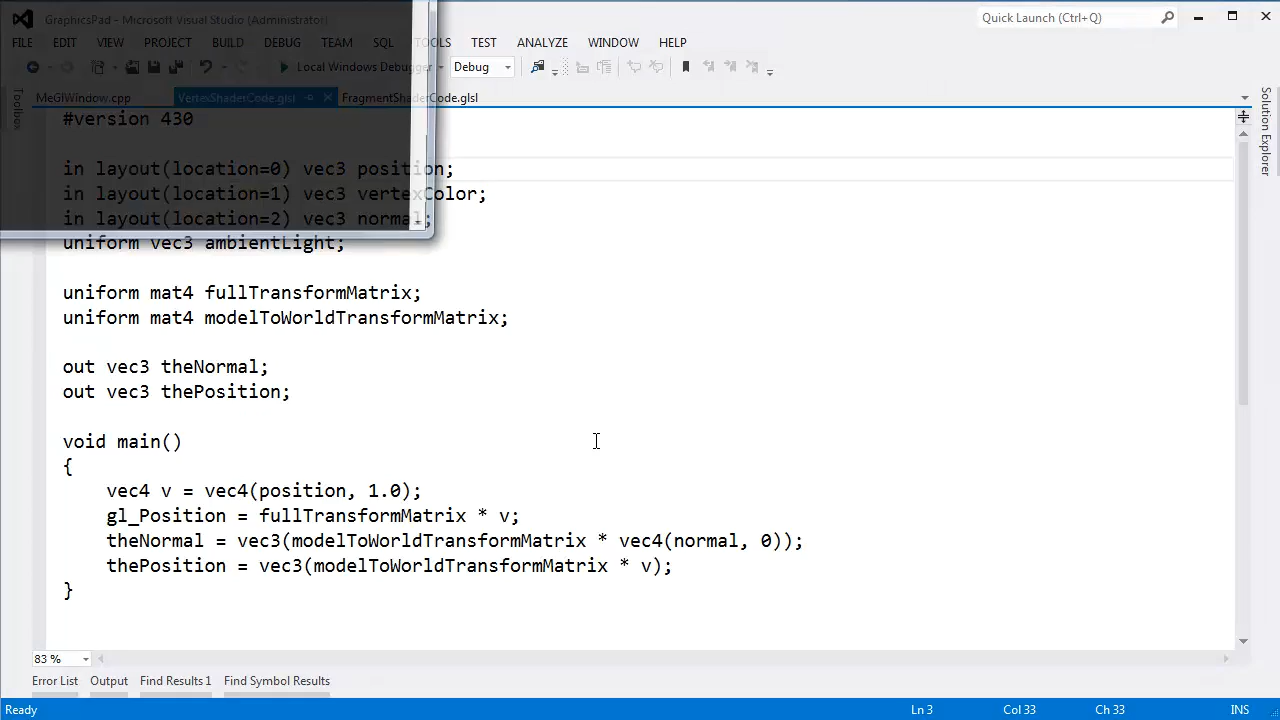 GraphicsPad - Microsoft Visual Studio (Administrator)
Quick Launch (Ctrl+Q)
FILE EDIT VIEW PROJECT BUILD DEBUG TEAM SQL TOOLS TEST ANALYZE WINDOW HELP
Local Windows Debugger Debug
MeGlWindow.cpp VertexShaderCode.glsl FragmentShaderCode.glsl
Toolbox
Solution Explorer
#version 430
in layout(location=0) vec3 position;
in layout(location=1) vec3 vertexColor;
in layout(location=2) vec3 normal;
uniform vec3 ambientLight;
uniform mat4 fullTransformMatrix;
uniform mat4 modelToWorldTransformMatrix;
out vec3 theNormal;
out vec3 thePosition;
void main()
{
vec4 v = vec4(position, 1.0);
gl_Position = fullTransformMatrix * v;
theNormal = vec3(modelToWorldTransformMatrix * vec4(normal, 0));
thePosition = vec3(modelToWorldTransformMatrix * v);
}
83 %
Error List Output Find Results 1 Find Symbol Results
Ready Ln 3 Col 33 Ch 33 INS